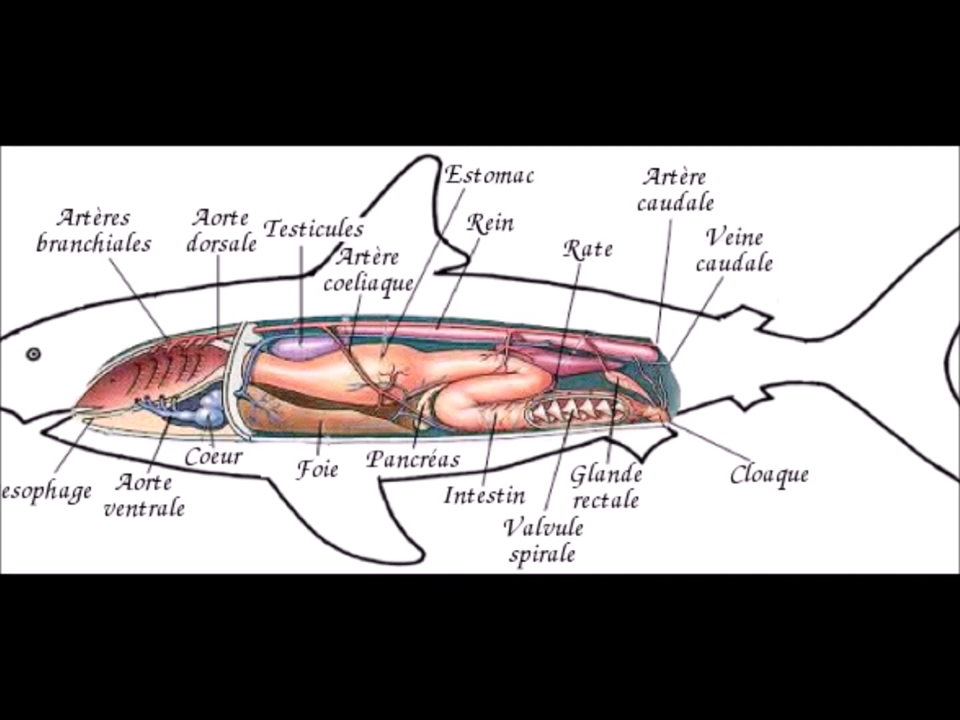 Estomac
Artère
caudale
Artères
branchiales
Aorte
dorsale
Testicules
Rein
Artère
coeliaque
Rate
Veine
caudale
esophage
Aorte
ventrale
Coeur
Foie
Pancréas
Intestin
Valvule
spirale
Glande
rectale
Cloaque